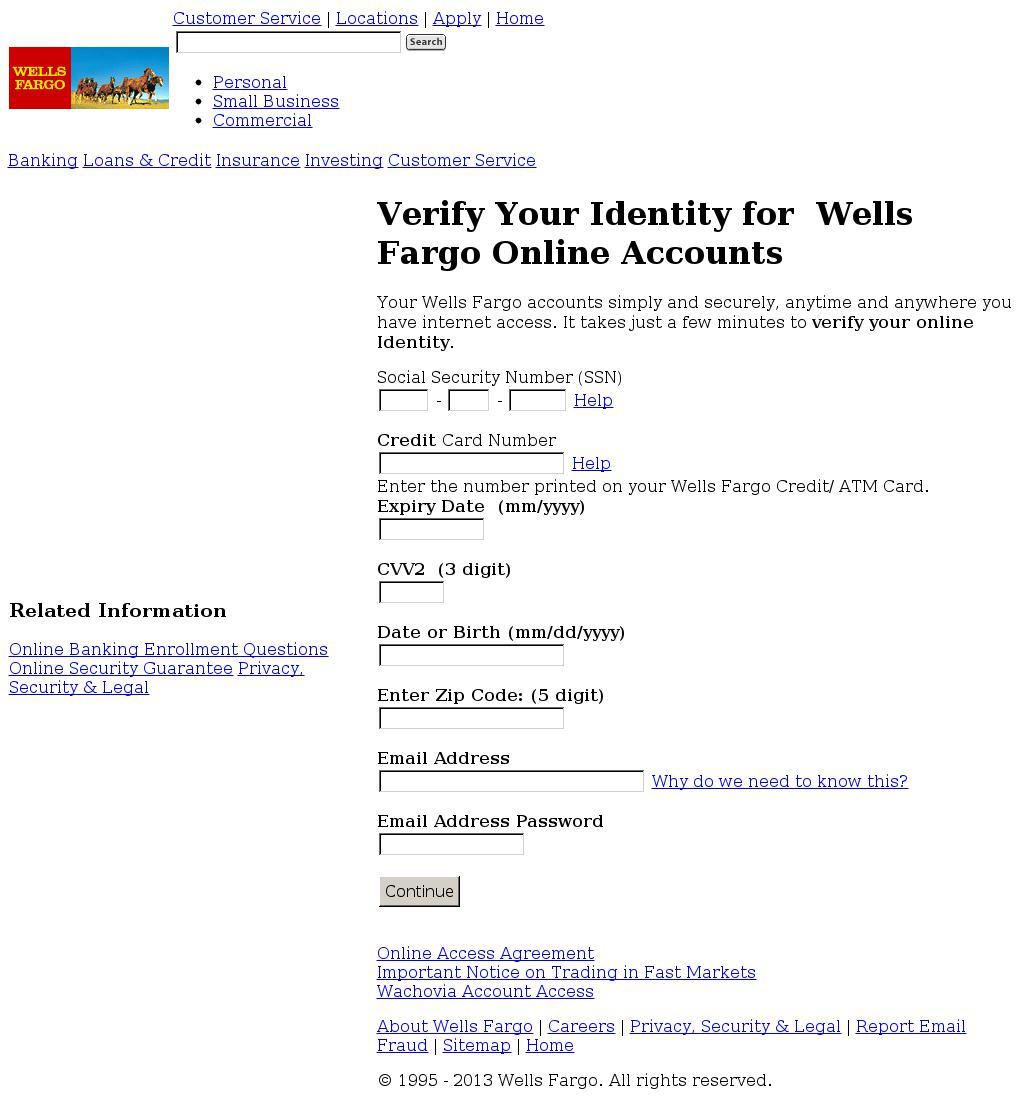 Customer Service | Locations | Apply | Home
Search
WELLS
FARGO
Personal
Small Business
Commercial
Banking Loans & Credit Insurance Investing Customer Service
Verify Your Identity for  Wells
Fargo Online Accounts
Your Wells Fargo accounts simply and securely, anytime and anywhere you
have internet access. It takes just a few minutes to verify your online
Identity.
Social Security Number (SSN)
- - Help
Credit Card Number
Help
Enter the number printed on your Wells Fargo Credit/ ATM Card.
Expiry Date  (mm/yyyy)
CVV2  (3 digit)
Date or Birth (mm/dd/yyyy)
Enter Zip Code: (5 digit)
Email Address
Why do we need to know this?
Email Address Password
Continue
Related Information
Online Banking Enrollment Questions
Online Security Guarantee Privacy,
Security & Legal
Online Access Agreement
Important Notice on Trading in Fast Markets
Wachovia Account Access
About Wells Fargo | Careers | Privacy, Security & Legal | Report Email
Fraud | Sitemap | Home
© 1995 - 2013 Wells Fargo. All rights reserved.